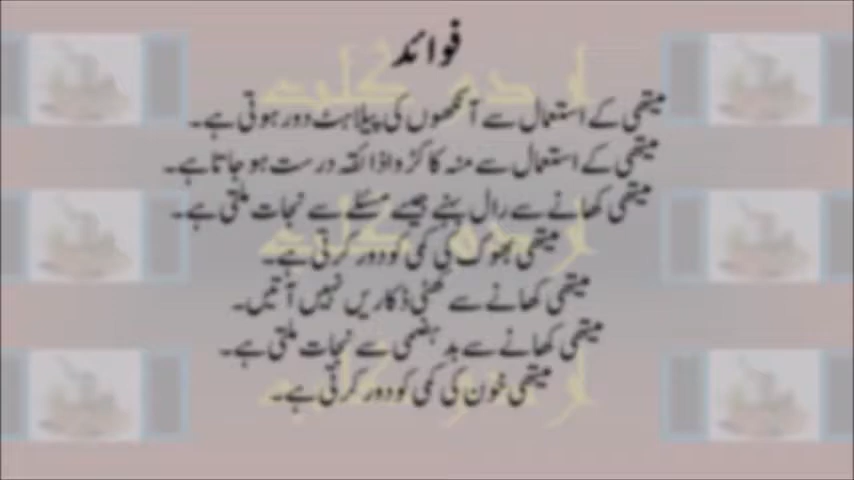 فوائد
میتھی کے استعمال سے آنکھوں کی پیلاہٹ دور ہوتی ہے۔
میتھی کے استعمال سے منہ کا کڑواذائقہ درست ہو جاتا ہے۔
میتھی کھانے سے رال بہنے جیسے مسئلے سے نجات ملتی ہے۔
میتھی بھوک کی کمی کو دور کرتی ہے۔
میتھی کھانے سے کھٹی ڈکاریں نہیں آتیں۔
میتھی کھانے سے بد ہضمی سے نجات ملتی ہے۔
میتھی خون کی کمی کو دور کرتی ہے۔